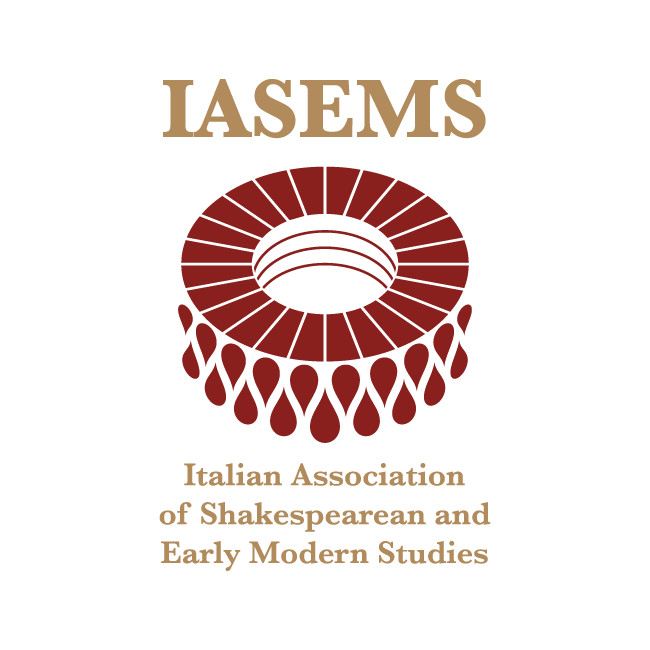 IASEMS
Italian Association
of Shakespearean and
Early Modern Studies